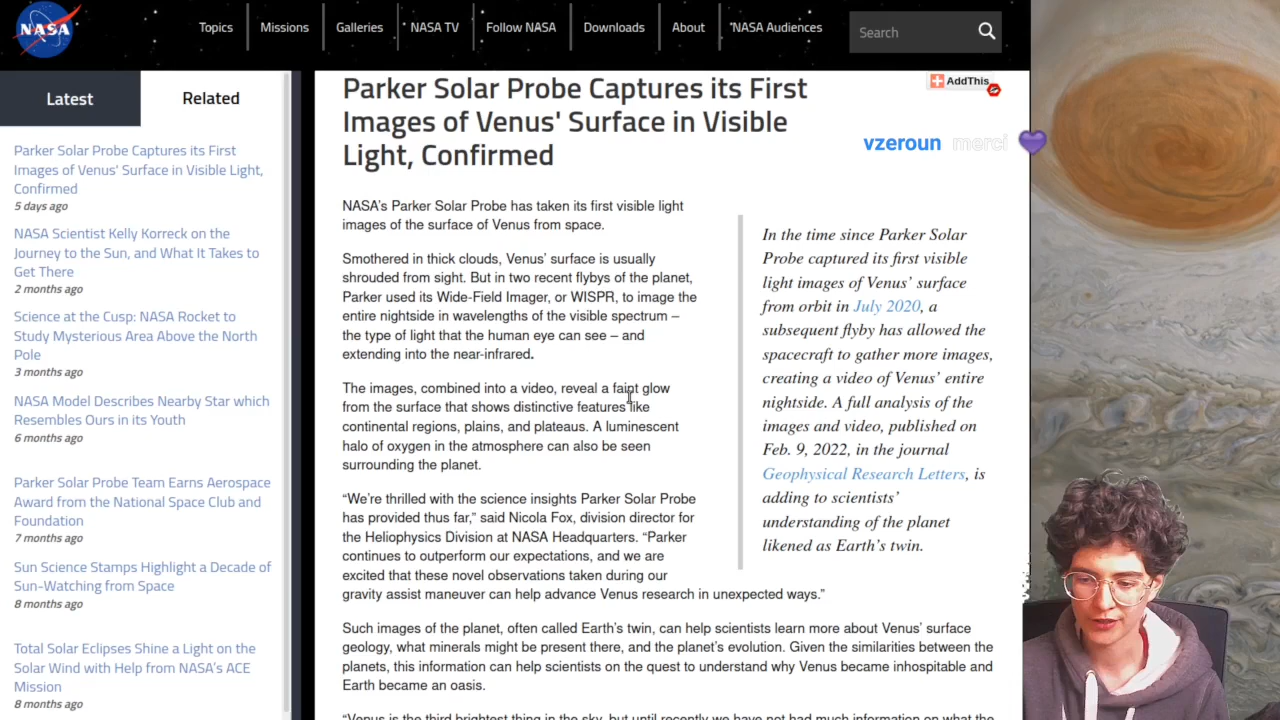 NASA
Topics
Missions
Galleries
NASA TV
Follow NASA
Downloads
About
NASA Audiences
Search
Latest
Related
Parker Solar Probe Captures its First
Images of Venus' Surface in Visible Light,
Confirmed
5 days ago
NASA Scientist Kelly Korreck on the
Journey to the Sun, and What It Takes to
Get There
2 months ago
Science at the Cusp: NASA Rocket to
Study Mysterious Area Above the North
Pole
3 months ago
NASA Model Describes Nearby Star which
Resembles Ours in its Youth
6 months ago
Parker Solar Probe Team Earns Aerospace
Award from the National Space Club and
Foundation
7 months ago
Sun Science Stamps Highlight a Decade of
Sun-Watching from Space
8 months ago
Total Solar Eclipses Shine a Light on the
Solar Wind with Help from NASA's ACE
Mission
8 months ago
Parker Solar Probe Captures its First
Images of Venus' Surface in Visible
Light, Confirmed
AddThis
vzeroun merci
NASA's Parker Solar Probe has taken its first visible light
images of the surface of Venus from space.
Smothered in thick clouds, Venus' surface is usually
shrouded from sight. But in two recent flybys of the planet,
Parker used its Wide-Field Imager, or WISPR, to image the
entire nightside in wavelengths of the visible spectrum –
the type of light that the human eye can see – and
extending into the near-infrared.
The images, combined into a video, reveal a faint glow
from the surface that shows distinctive features like
continental regions, plains, and plateaus. A luminescent
halo of oxygen in the atmosphere can also be seen
surrounding the planet.
“We're thrilled with the science insights Parker Solar Probe
has provided thus far,” said Nicola Fox, division director for
the Heliophysics Division at NASA Headquarters. “Parker
continues to outperform our expectations, and we are
excited that these novel observations taken during our
gravity assist maneuver can help advance Venus research in unexpected ways.”
In the time since Parker Solar
Probe captured its first visible
light images of Venus' surface
from orbit in July 2020, a
subsequent flyby has allowed the
spacecraft to gather more images,
creating a video of Venus' entire
nightside. A full analysis of the
images and video, published on
Feb. 9, 2022, in the journal
Geophysical Research Letters, is
adding to scientists'
understanding of the planet
likened as Earth's twin.
Such images of the planet, often called Earth's twin, can help scientists learn more about Venus' surface
geology, what minerals might be present there, and the planet's evolution. Given the similarities between the
planets, this information can help scientists on the quest to understand why Venus became inhospitable and
Earth became an oasis.
“Venus is the third brightest thing in the sky, but until recently we have not had much information on what the